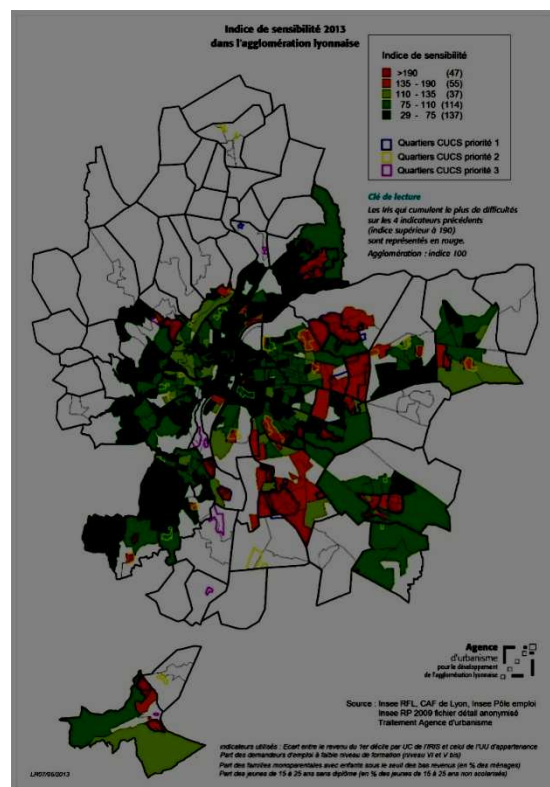 Indice de sensibilité 2013
dans l'agglomération lyonnaise
Indice de sensibilité
>190 (47)
135 - 190 (55)
110 - 135 (37)
75 - 110 (114)
29 - 75 (137)
Quartiers CUCS priorité 1
Quartiers CUCS priorité 2
Quartiers CUCS priorité 3
Clé de lecture
Les Iris qui cumulent le plus de difficultés
sur les 4 indicateurs précédents
(indice supérieur à 190)
sont représentés en rouge.
Agglomération : indice 100
Agence
d'urbanisme
pour le développement
de l'agglomération lyonnaise
Source : Insee RFL, CAF de Lyon, Insee Pôle emploi
Insee RP 2009 fichier détail anonymisé
Traitement Agence d'urbanisme
Indicateurs utilisés : Ecart entre le revenu du 1er décile par UC de l'IRIS et celui de l'UU d'appartenance
Part des demandeurs d'emploi à faible niveau de formation (niveau VI et V bis)
Part des familles monoparentales avec enfants sous le seuil des bas revenus (en % des ménages)
Part des jeunes de 15 à 25 ans sans diplôme (en % des jeunes de 15 à 25 ans non scolarisés)